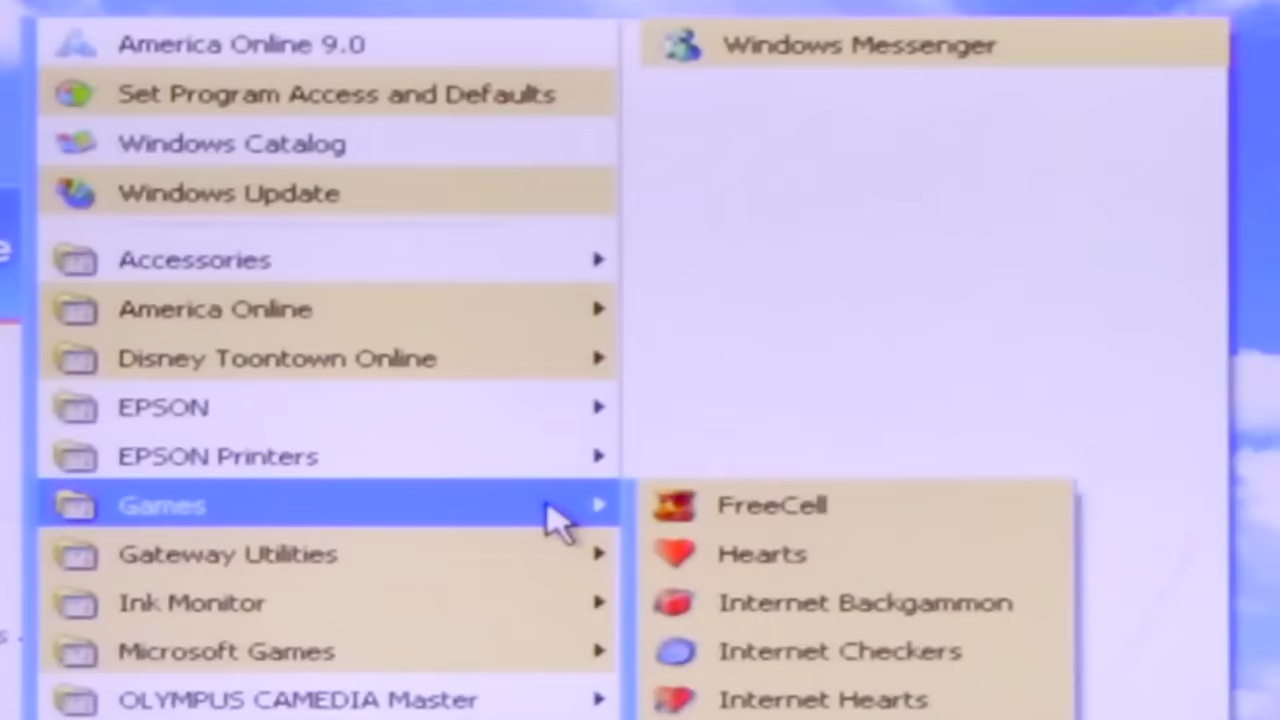 America Online 9.0
Set Program Access and Defaults
Windows Catalog
Windows Update
Accessories
America Online
Disney Toontown Online
EPSON
EPSON Printers
Games
Gateway Utilities
Ink Monitor
Microsoft Games
OLYMPUS CAMEDIA Master
Windows Messenger
FreeCell
Hearts
Internet Backgammon
Internet Checkers
Internet Hearts